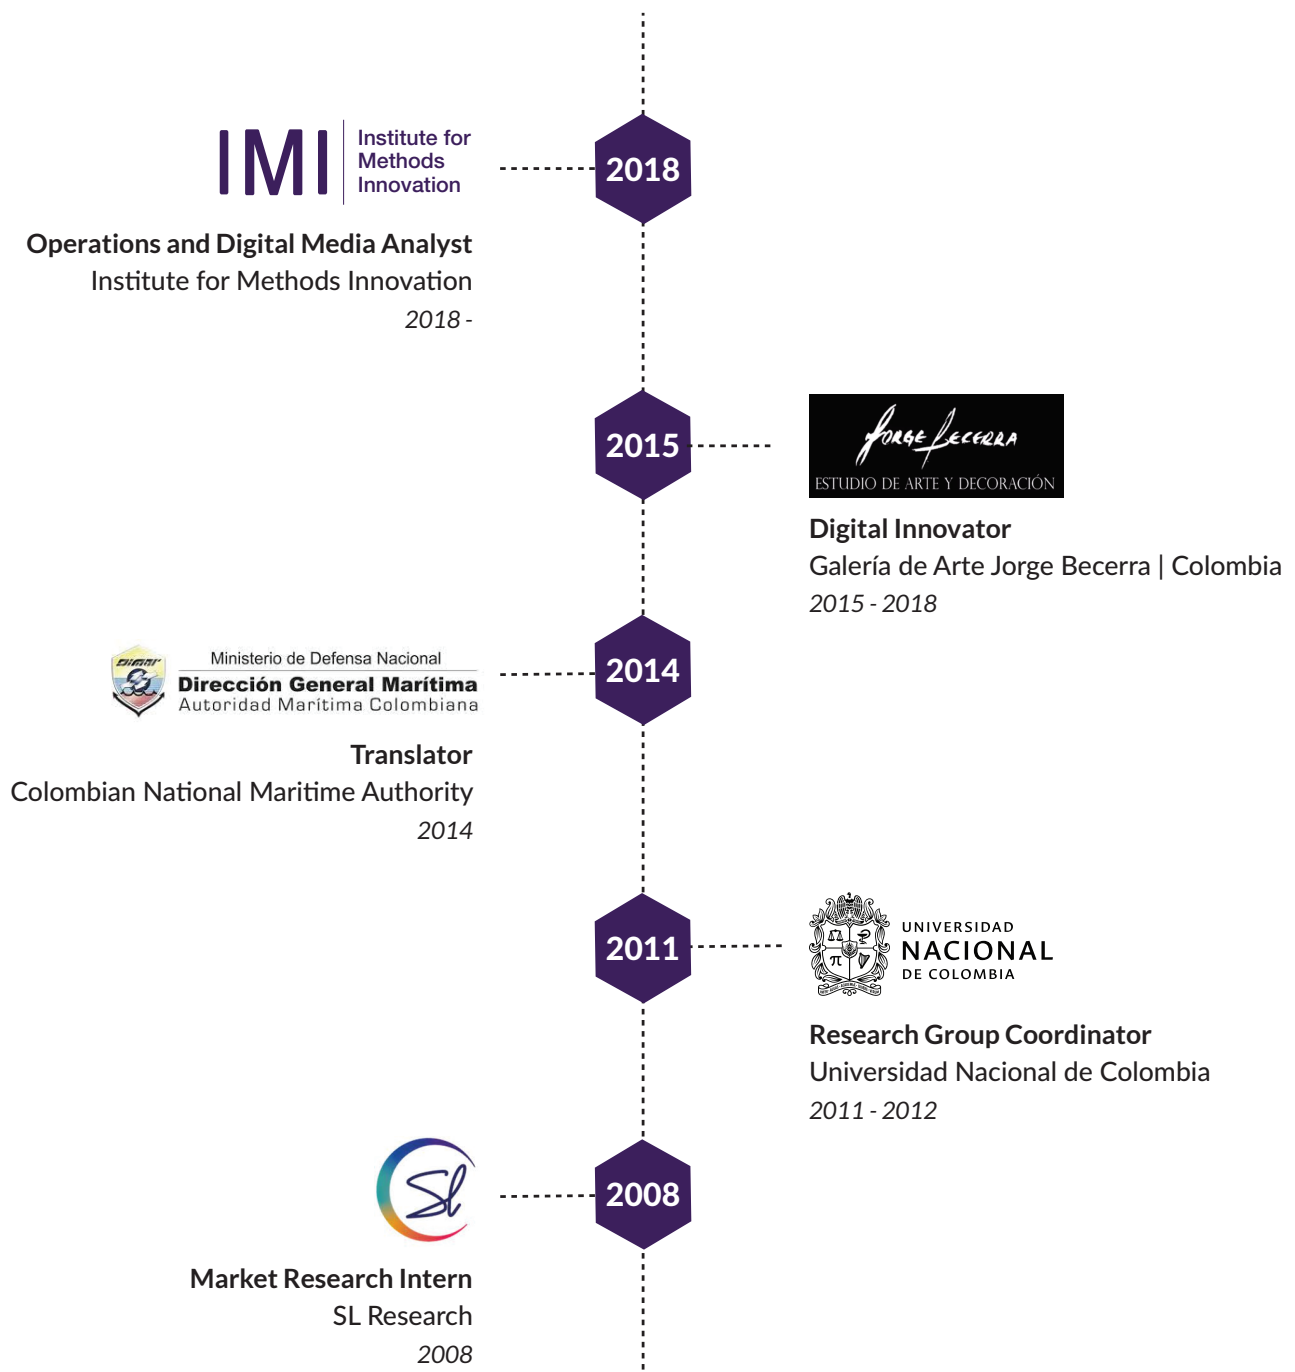 IMI
Institute for
Methods
Innovation
2018
Operations and Digital Media Analyst
Institute for Methods Innovation
2018 -
2015
JORGE BECERRA
ESTUDIO DE ARTE Y DECORACIÓN
Digital Innovator
Galería de Arte Jorge Becerra | Colombia
2015 - 2018
Dimar
Ministerio de Defensa Nacional
Dirección General Marítima
Autoridad Marítima Colombiana
2014
Translator
Colombian National Maritime Authority
2014
2011
UNIVERSIDAD
NACIONAL
DE COLOMBIA
π
Research Group Coordinator
Universidad Nacional de Colombia
2011 - 2012
Sl
2008
Market Research Intern
SL Research
2008